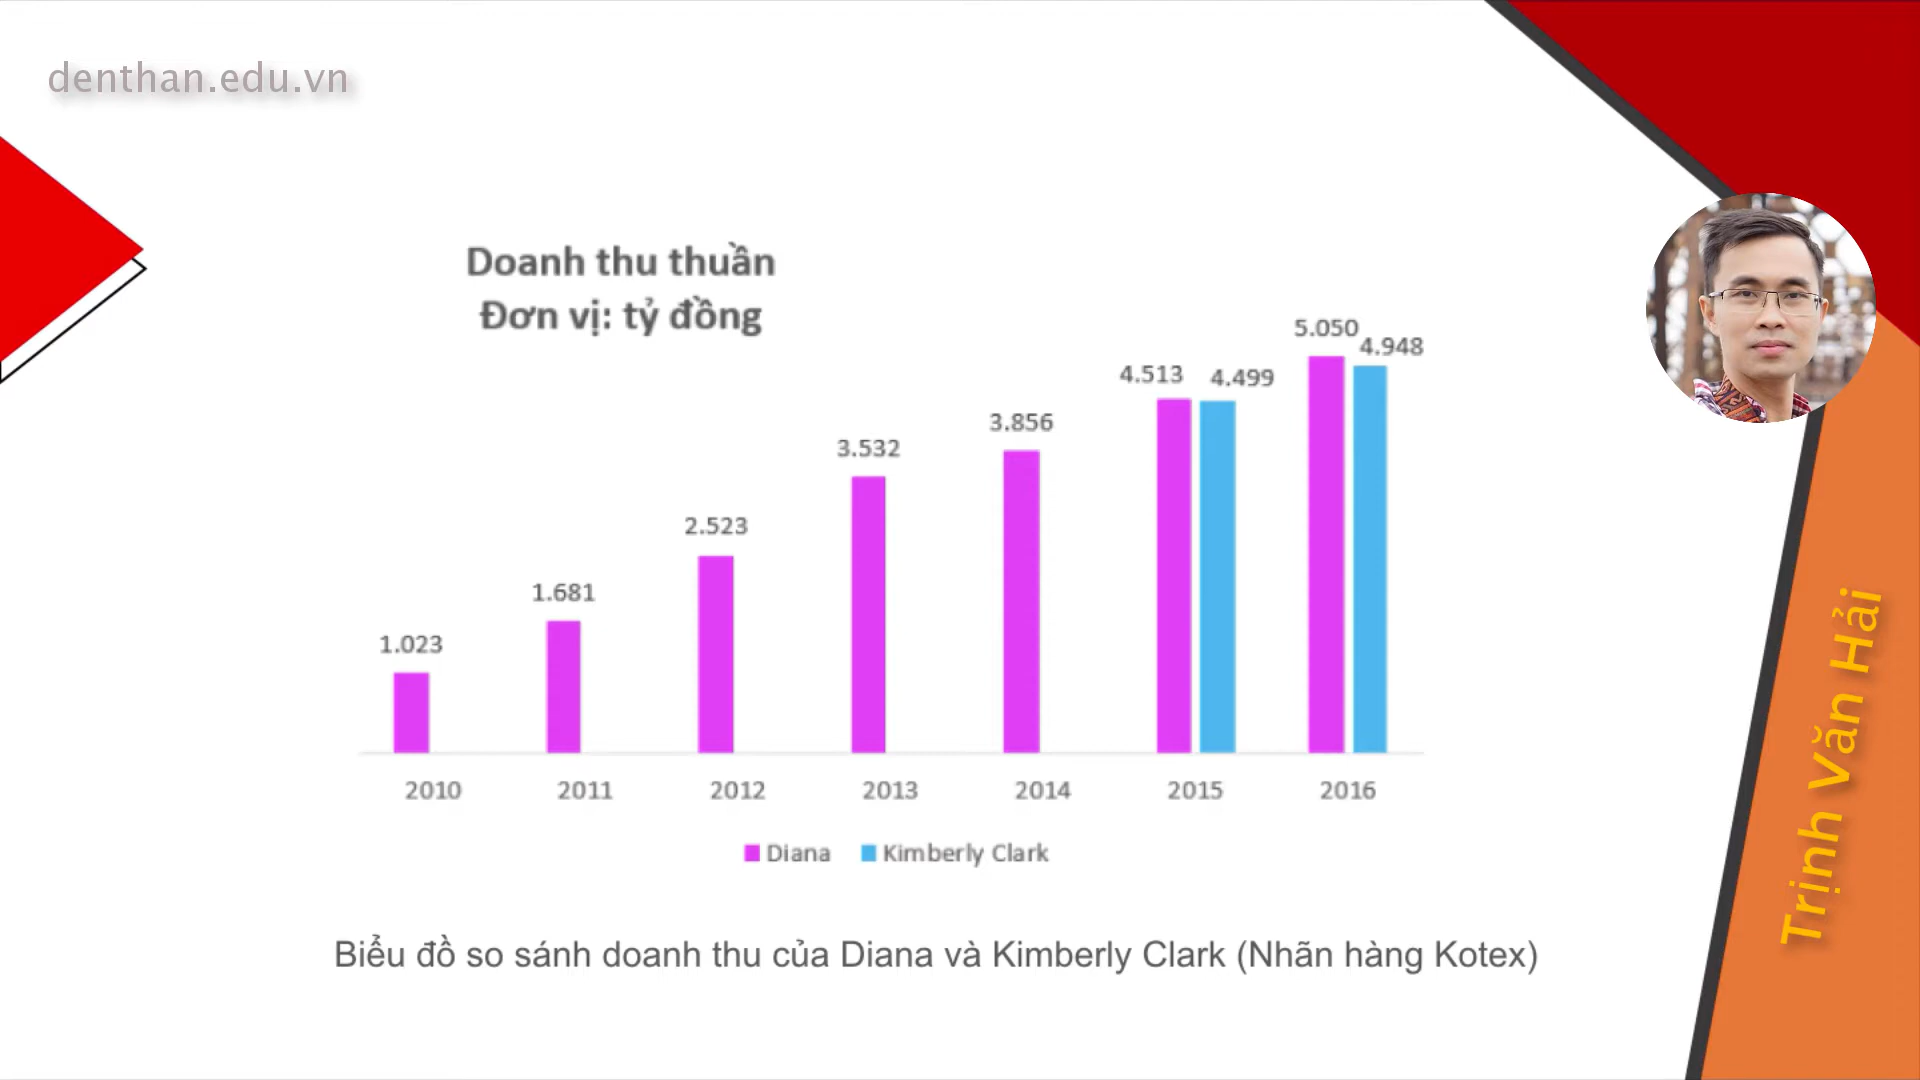 denthan.edu.vn
Doanh thu thuần
Đơn vị: tỷ đồng
1.023
1.681
2.523
3.532
3.856
4.513
4.499
5.050
4.948
2010
2011
2012
2013
2014
2015
2016
Diana
Kimberly Clark
Biểu đồ so sánh doanh thu của Diana và Kimberly Clark (Nhãn hàng Kotex)
Trịnh Văn Hải